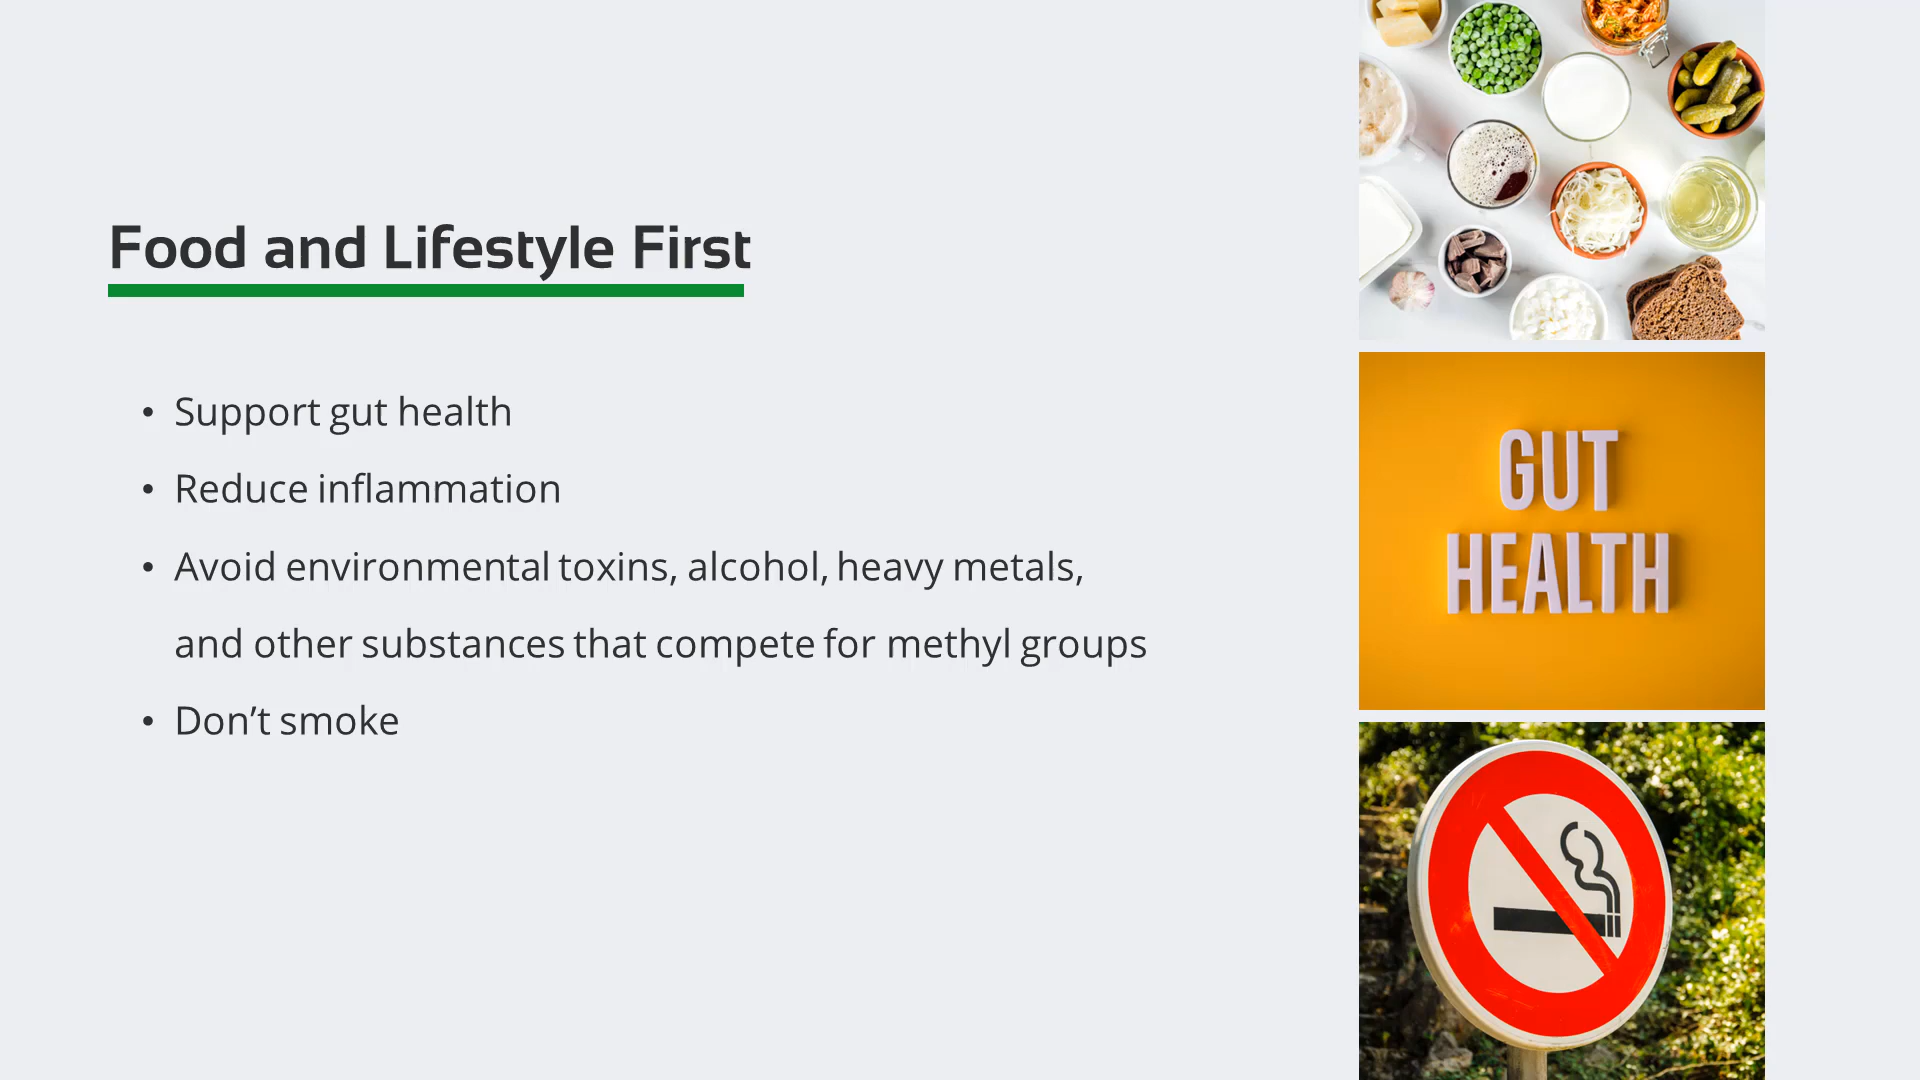 Food and Lifestyle First
• Support gut health
• Reduce inflammation
• Avoid environmental toxins, alcohol, heavy metals,
and other substances that compete for methyl groups
• Don’t smoke
GUT
HEALTH